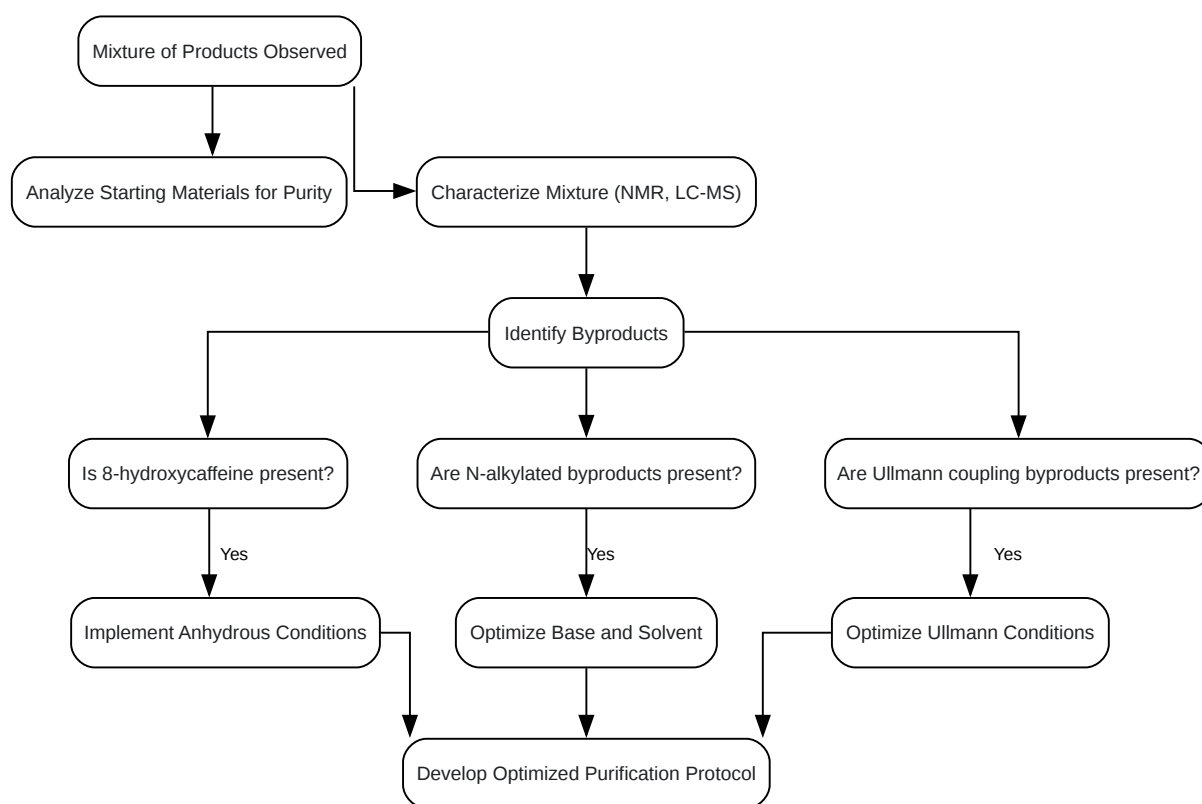 Mixture of Products Observed
Analyze Starting Materials for Purity
Characterize Mixture (NMR, LC-MS)
Identify Byproducts
Is 8-hydroxycaffeine present?
Are N-alkylated byproducts present?
Are Ullmann coupling byproducts present?
Yes
Yes
Yes
Implement Anhydrous Conditions
Optimize Base and Solvent
Optimize Ullmann Conditions
Develop Optimized Purification Protocol